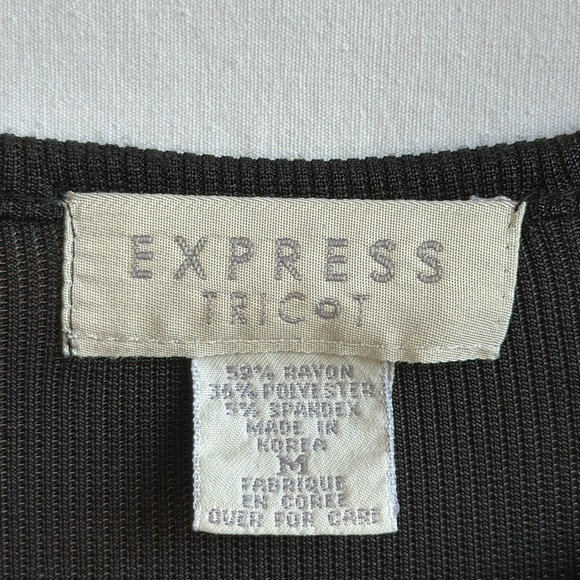 EXPRESS
TRICOT
59% RAYON
36% POLYESTER
5% SPANDEX
MADE IN
KOREA
M
FABRIQUE
EN COREE
OVER FOR CARE